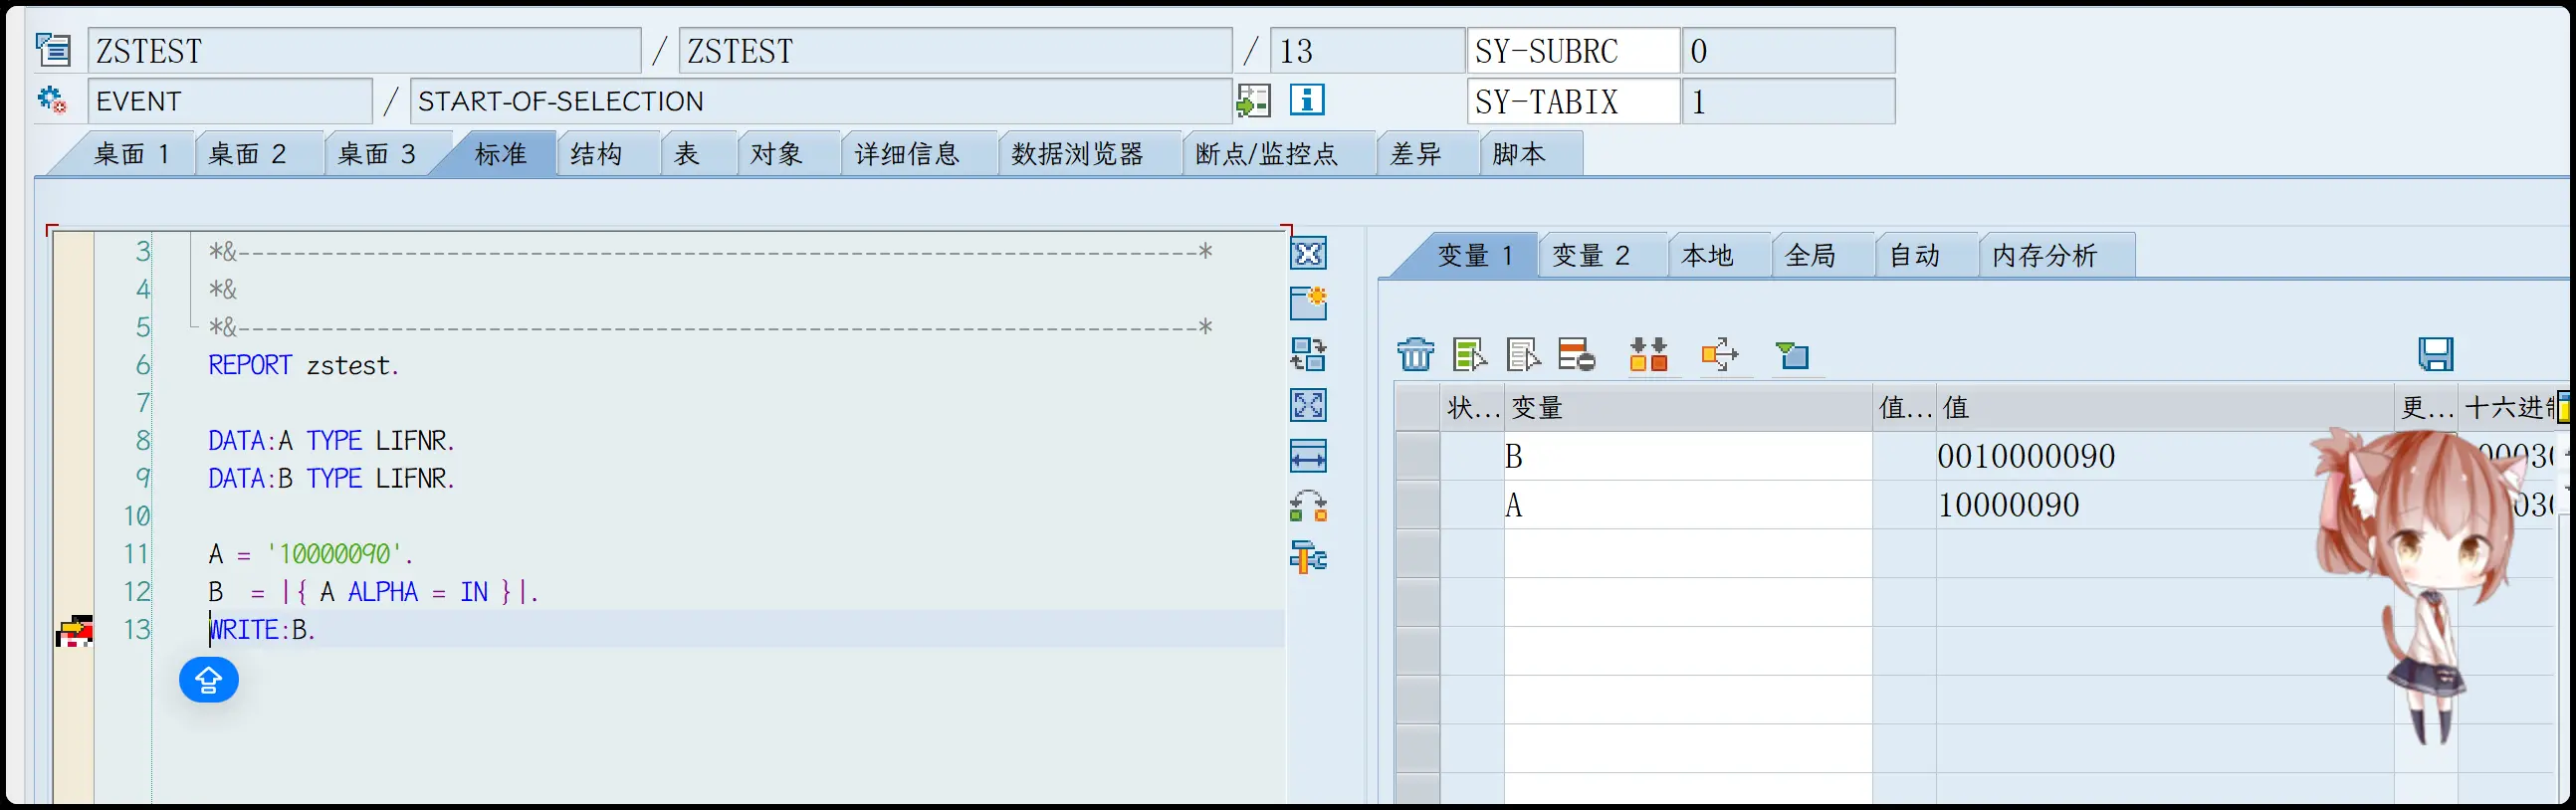 ZSTEST / ZSTEST / 13 SY-SUBRC 0
EVENT / START-OF-SELECTION SY-TABIX 1
桌面 1 桌面 2 桌面 3 标准 结构 表 对象 详细信息 数据浏览器 断点/监控点 差异 脚本
3 *&---------------------------------------------------------------------*
4 *&
5 *&---------------------------------------------------------------------*
6 REPORT zstest.
7
8 DATA:A TYPE LIFNR.
9 DATA:B TYPE LIFNR.
10
11 A = '10000090'.
12 B = |{ A ALPHA = IN }|.
13 WRITE:B.
变量 1 变量 2 本地 全局 自动 内存分析
状... 变量 值... 值 更... 十六进制
B 0010000090
A 10000090